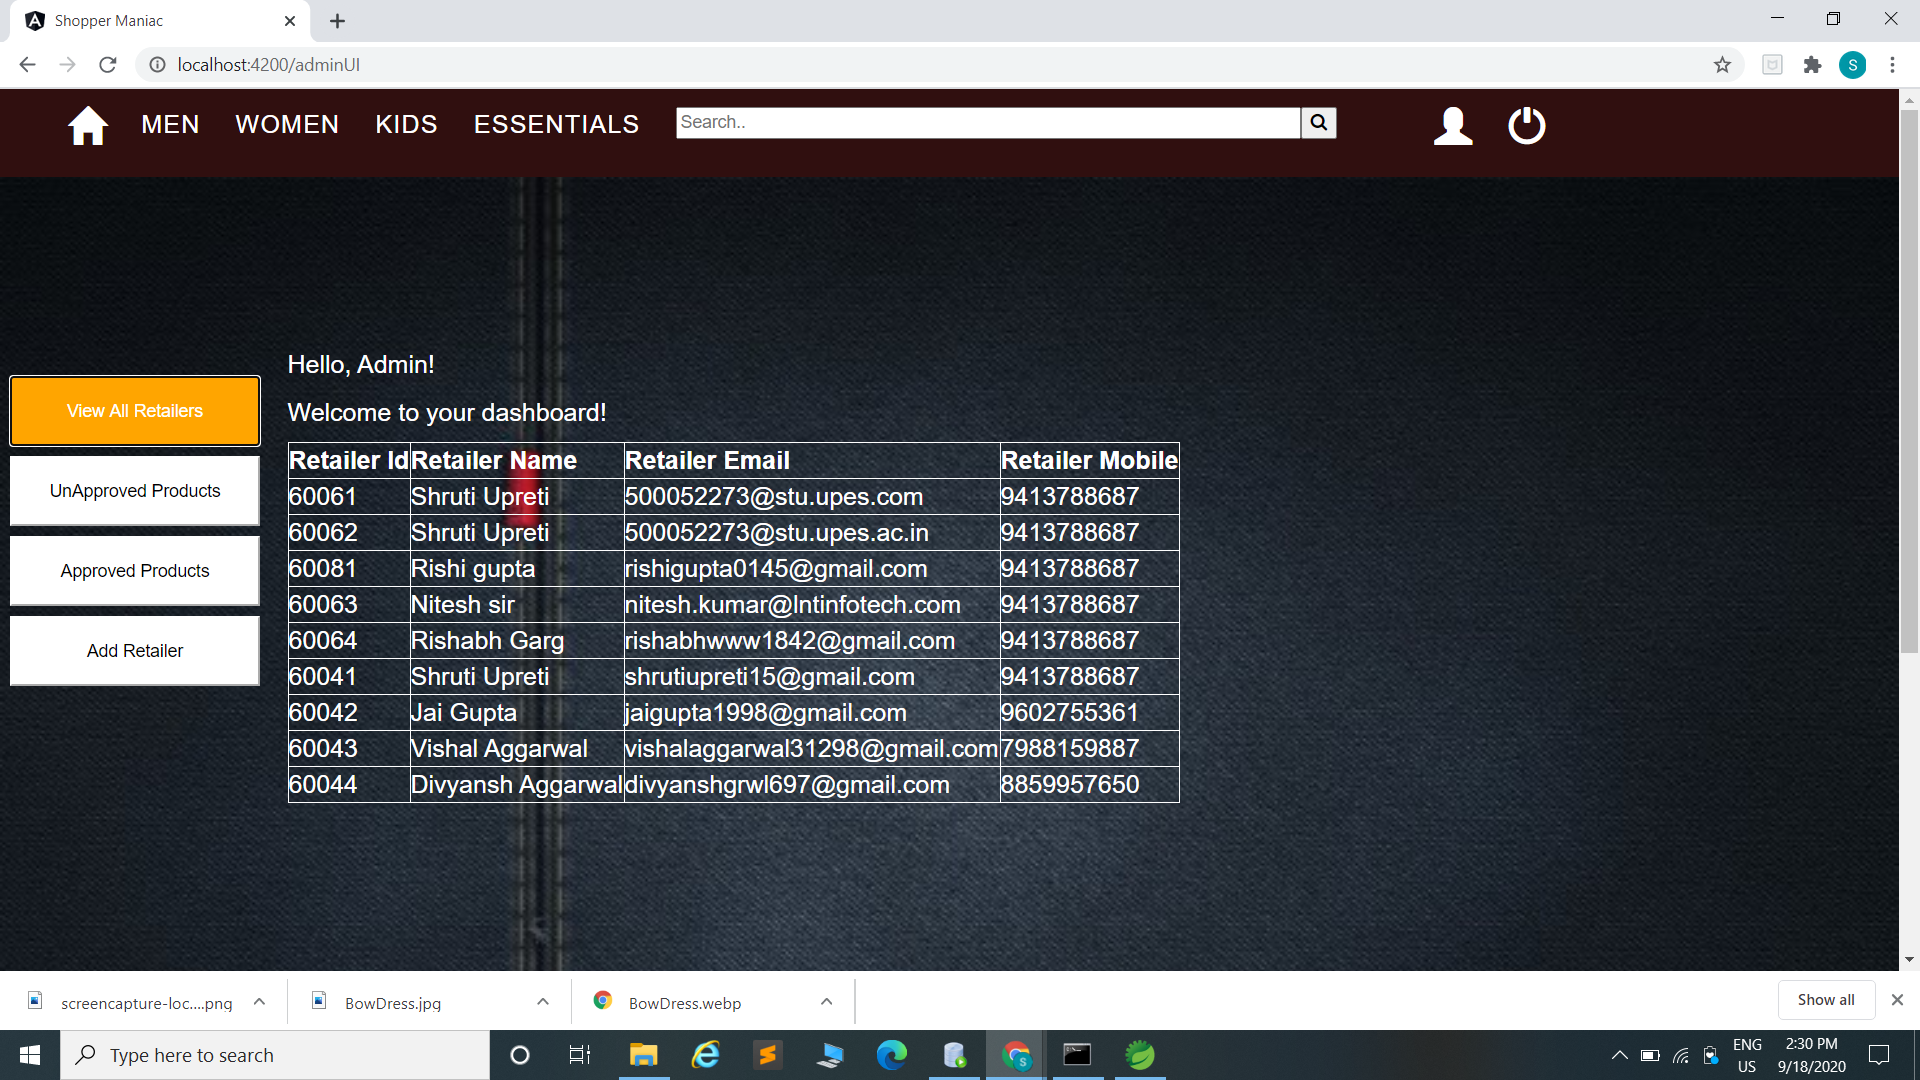 Shopper Maniac
localhost:4200/adminUI
S
MEN WOMEN KIDS ESSENTIALS Search..
Hello, Admin!
Welcome to your dashboard!
View All Retailers
UnApproved Products
Approved Products
Add Retailer
Retailer Id Retailer Name Retailer Email Retailer Mobile
60061 Shruti Upreti 500052273@stu.upes.com 9413788687
60062 Shruti Upreti 500052273@stu.upes.ac.in 9413788687
60081 Rishi gupta rishigupta0145@gmail.com 9413788687
60063 Nitesh sir nitesh.kumar@lntinfotech.com 9413788687
60064 Rishabh Garg rishabhwww1842@gmail.com 9413788687
60041 Shruti Upreti shrutiupreti15@gmail.com 9413788687
60042 Jai Gupta jaigupta1998@gmail.com 9602755361
60043 Vishal Aggarwal vishalaggarwal31298@gmail.com 7988159887
60044 Divyansh Aggarwal divyanshgrwl697@gmail.com 8859957650
screencapture-loc....png BowDress.jpg BowDress.webp Show all
Type here to search
S
ENG
US
2:30 PM
9/18/2020